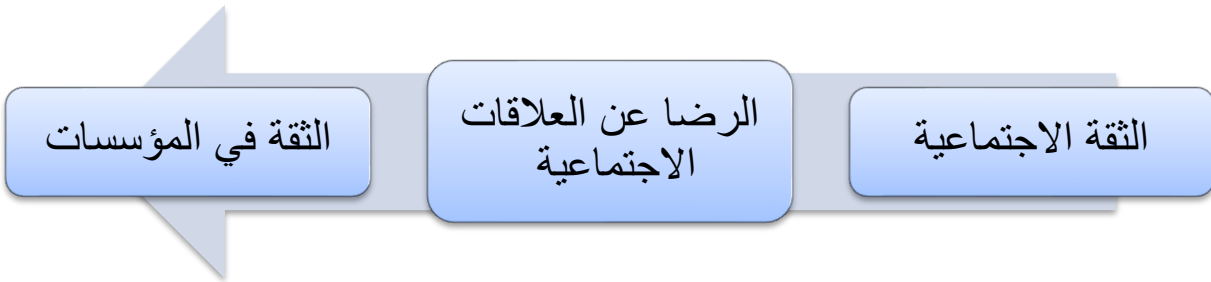 الثقة الاجتماعية
الرضا عن العلاقات
الاجتماعية
الثقة في المؤسسات